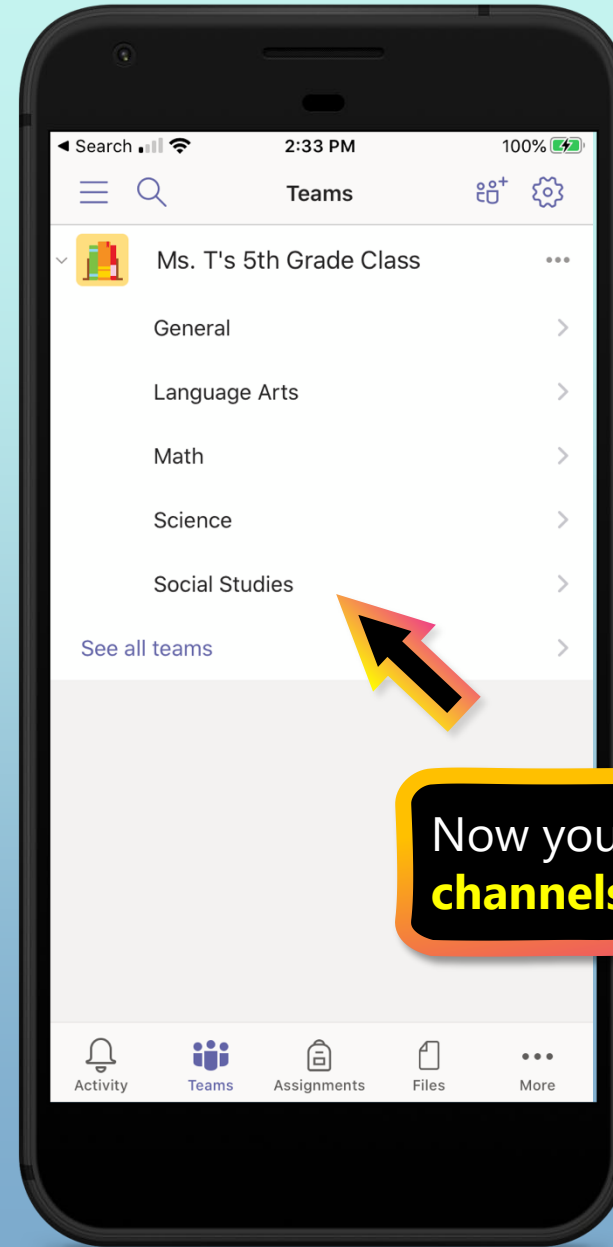 ◀ Search 2:33 PM 100%
Teams
Ms. T's 5th Grade Class
General
Language Arts
Math
Science
Social Studies
See all teams
Now you
channels
Activity Teams Assignments Files More